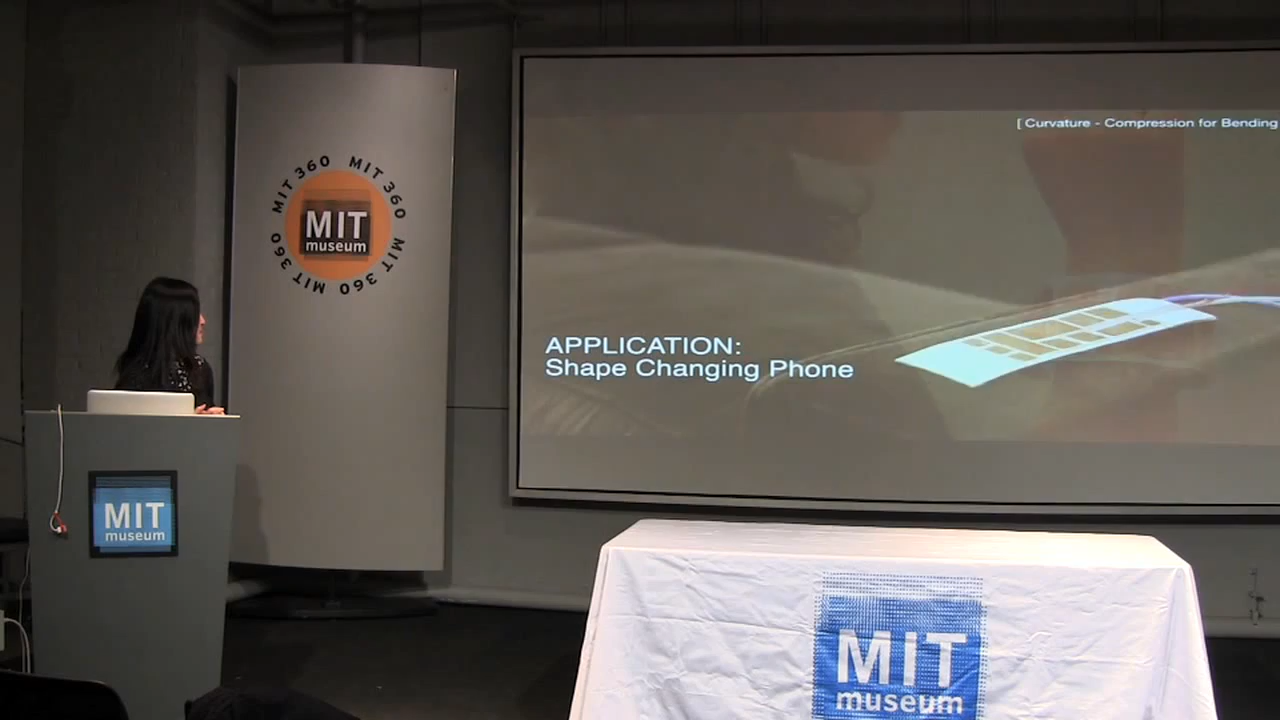 MIT 360 MIT 360 MIT 360 MIT 360
MIT
museum
[ Curvature - Compression for Bending
APPLICATION:
Shape Changing Phone
MIT
museum
MIT
museum